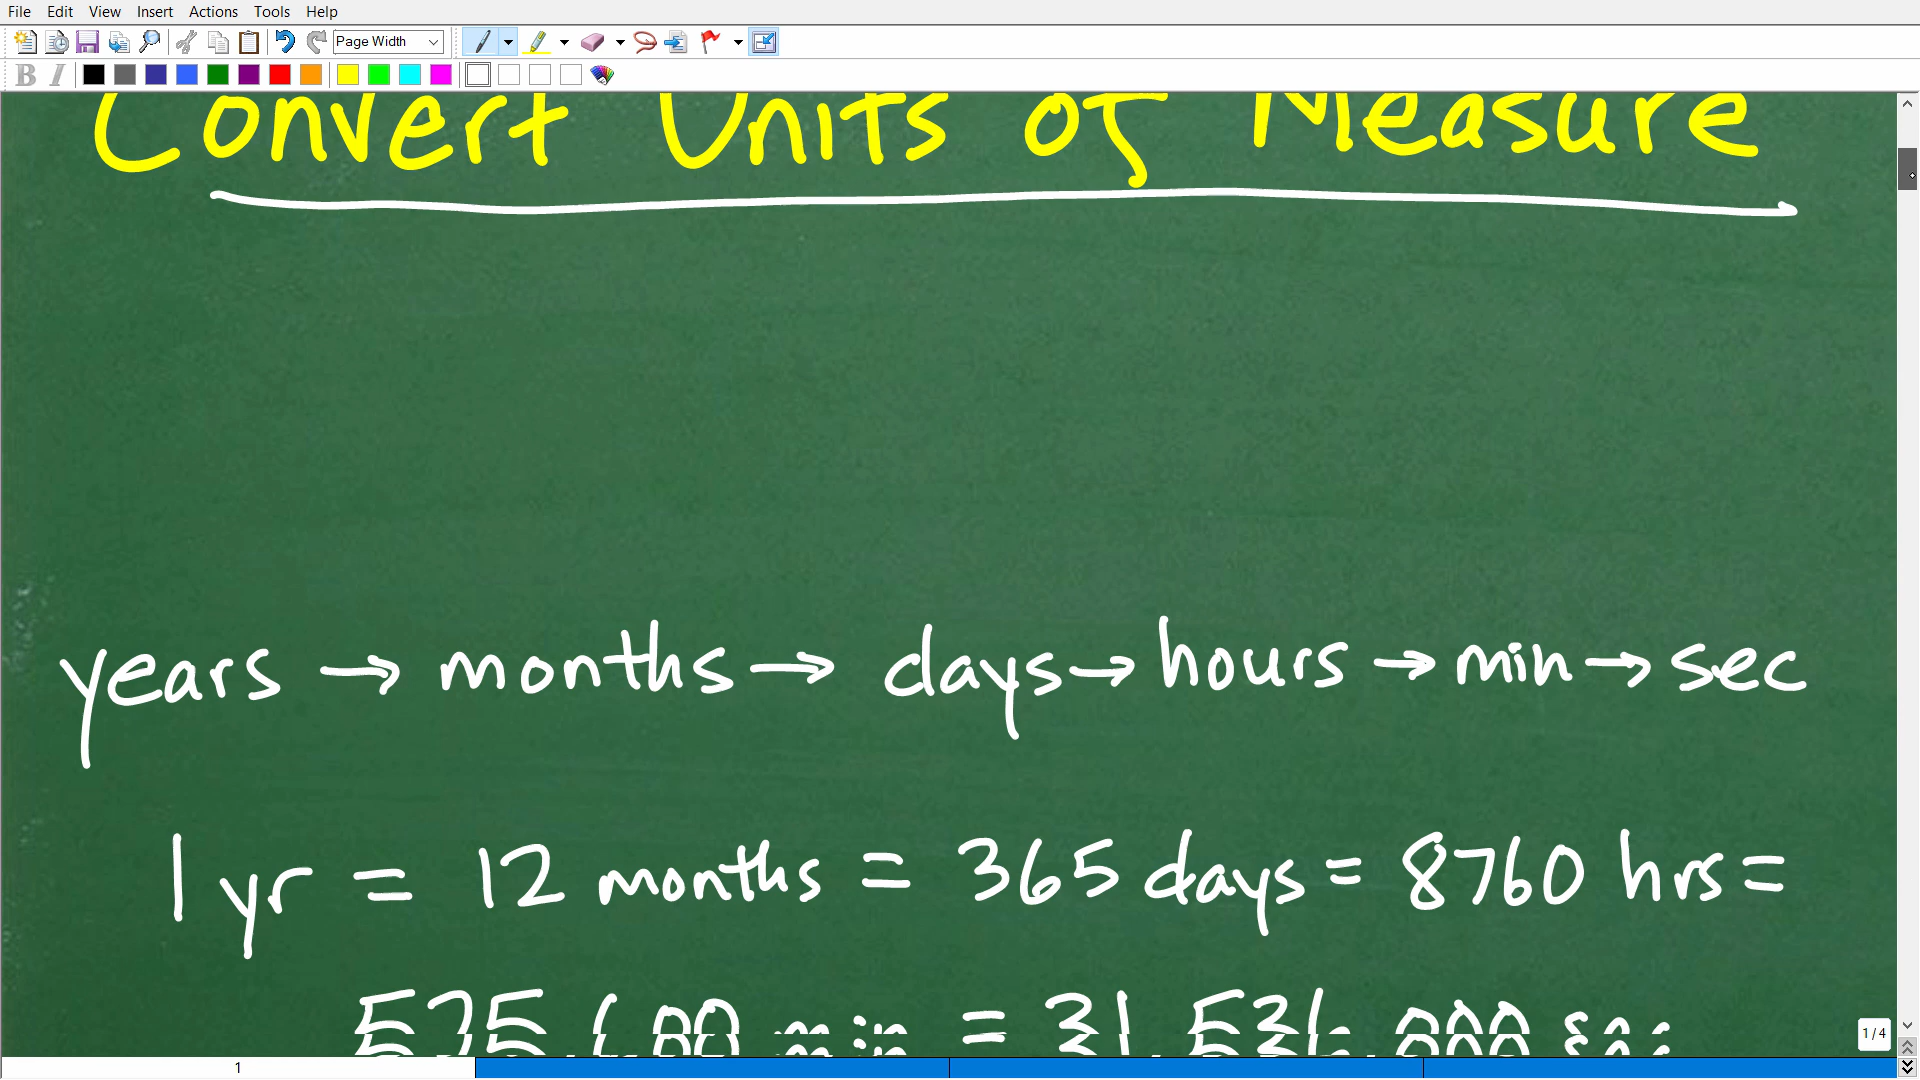 File Edit View Insert Actions Tools Help
Page Width
B I
Convert Units of Measure
years → months → days → hours → min → sec
1 yr = 12 months = 365 days = 8760 hrs =
525,600 min = 31,536,000 sec
1 / 4
1